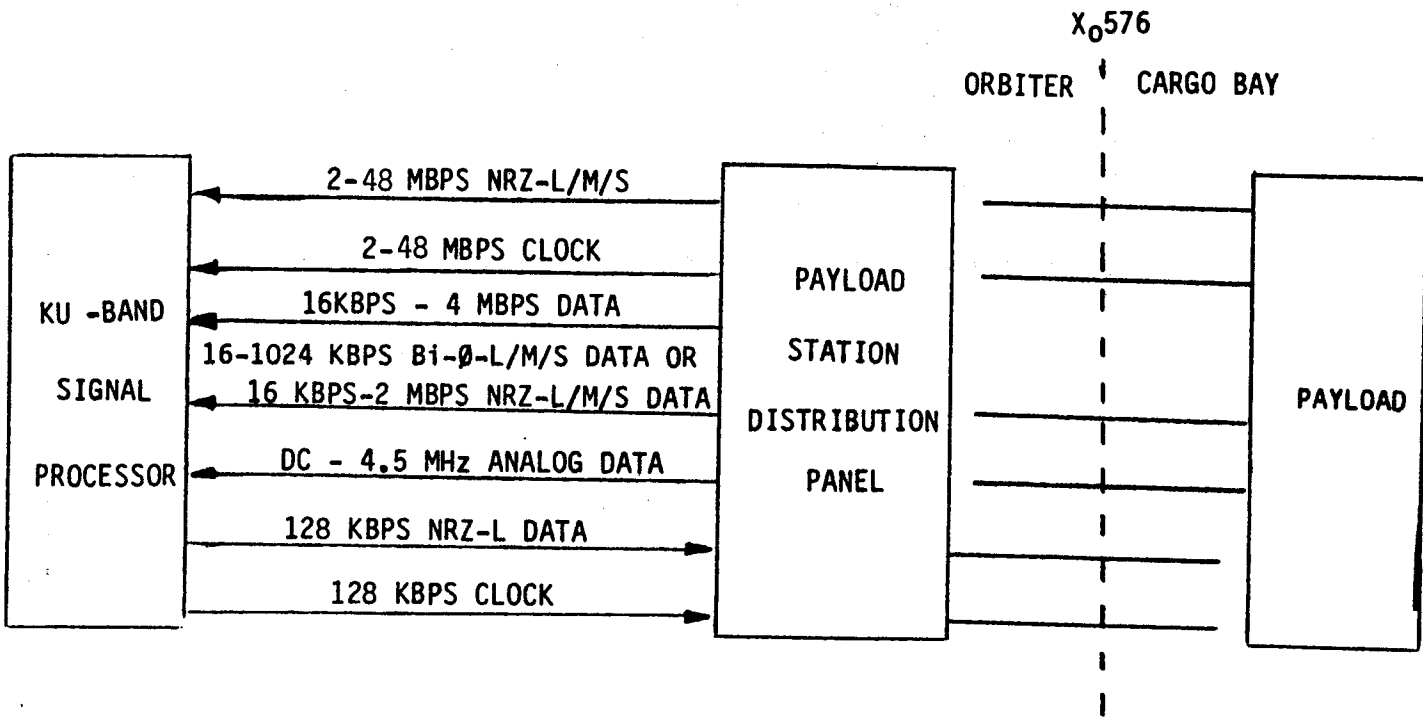 X₀576
ORBITER CARGO BAY
2-48 MBPS NRZ-L/M/S
2-48 MBPS CLOCK
16KBPS - 4 MBPS DATA
16-1024 KBPS Bi-Ø-L/M/S DATA OR
16 KBPS-2 MBPS NRZ-L/M/S DATA
DC - 4.5 MHz ANALOG DATA
128 KBPS NRZ-L DATA
128 KBPS CLOCK
KU -BAND
SIGNAL
PROCESSOR
PAYLOAD
STATION
DISTRIBUTION
PANEL
PAYLOAD